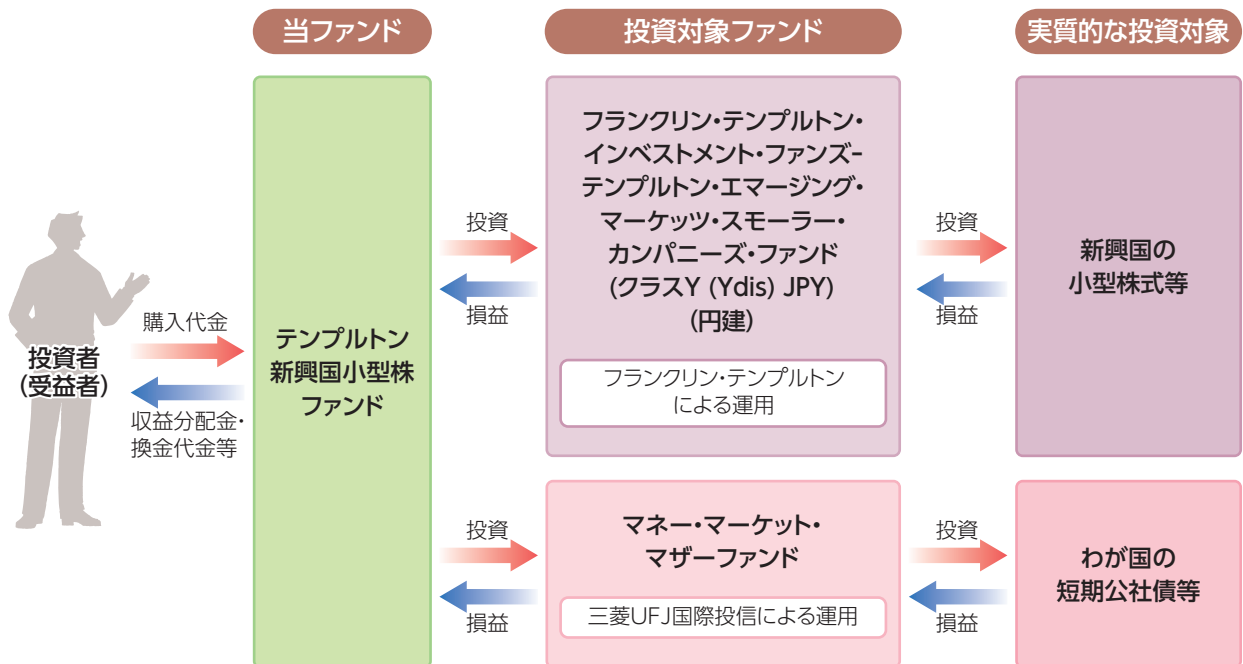 当ファンド
投資対象ファンド
実質的な投資対象
投資者
(受益者)
購入代金
収益分配金・
換金代金等
テンプルトン
新興国小型株
ファンド
投資
損益
フランクリン・テンプルトン・
インベストメント・ファンズ-
テンプルトン・エマージング・
マーケッツ・スモーラー・
カンパニーズ・ファンド
(クラスY (Ydis) JPY)
(円建)
フランクリン・テンプルトン
による運用
投資
損益
新興国の
小型株式等
投資
損益
マネー・マーケット・
マザーファンド
三菱UFJ国際投信による運用
投資
損益
わが国の
短期公社債等